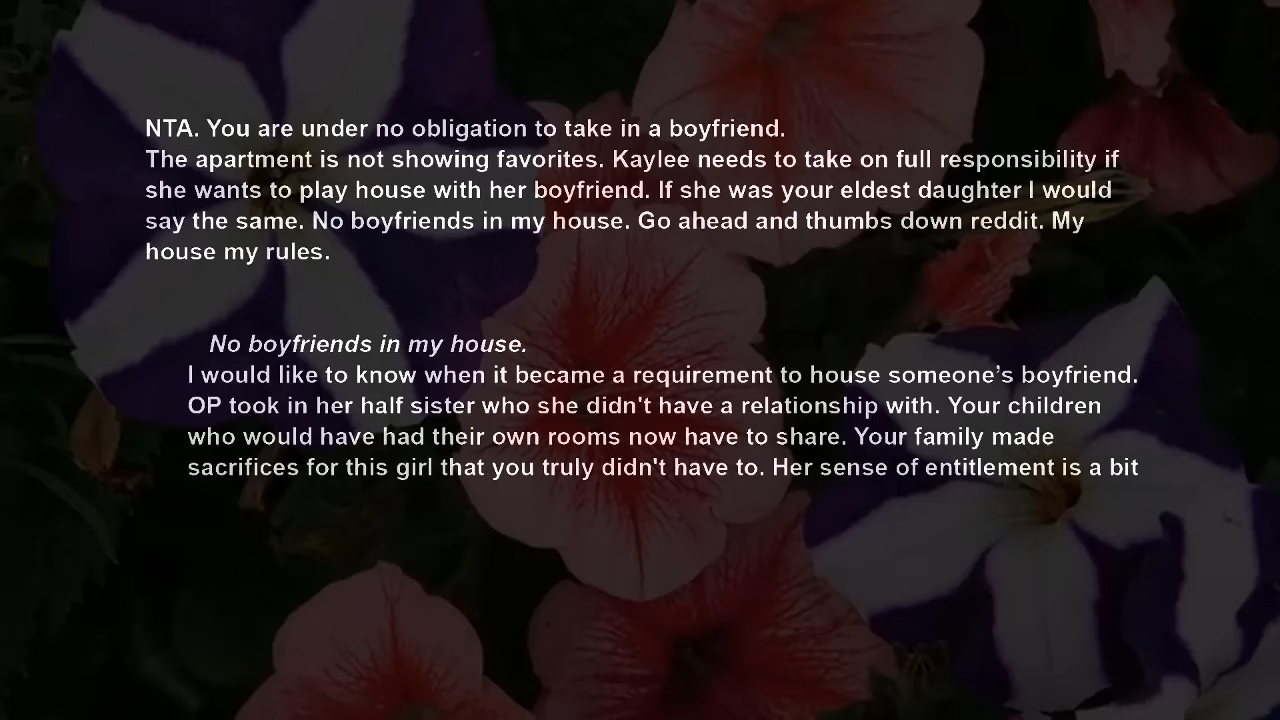 NTA. You are under no obligation to take in a boyfriend.
The apartment is not showing favorites. Kaylee needs to take on full responsibility if
she wants to play house with her boyfriend. If she was your eldest daughter I would
say the same. No boyfriends in my house. Go ahead and thumbs down reddit. My
house my rules.
No boyfriends in my house.
I would like to know when it became a requirement to house someone’s boyfriend.
OP took in her half sister who she didn't have a relationship with. Your children
who would have had their own rooms now have to share. Your family made
sacrifices for this girl that you truly didn't have to. Her sense of entitlement is a bit